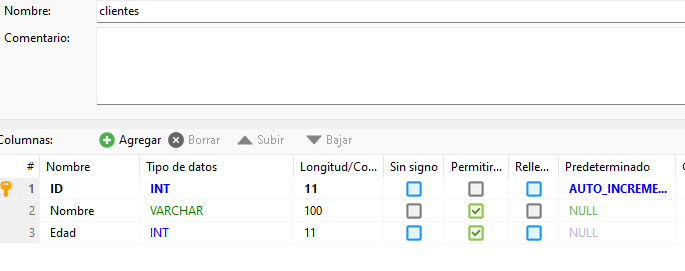 Nombre: clientes
Comentario:
Columnas: Agregar Borrar Subir Bajar
# Nombre Tipo de datos Longitud/Co... Sin signo Permitir... Relle... Predeterminado
1 ID INT 11 AUTO_INCREME...
2 Nombre VARCHAR 100 NULL
3 Edad INT 11 NULL